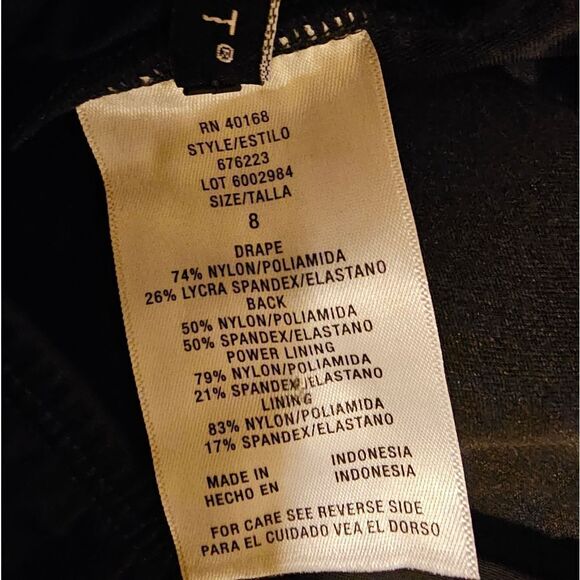 T®
RN 40168
STYLE/ESTILO
676223
LOT 6002984
SIZE/TALLA
8
DRAPE
74% NYLON/POLIAMIDA
26% LYCRA SPANDEX/ELASTANO
BACK
50% NYLON/POLIAMIDA
50% SPANDEX/ELASTANO
POWER LINING
79% NYLON/POLIAMIDA
21% SPANDEX/ELASTANO
LINING
83% NYLON/POLIAMIDA
17% SPANDEX/ELASTANO
MADE IN INDONESIA
HECHO EN INDONESIA
FOR CARE SEE REVERSE SIDE
PARA EL CUIDADO VEA EL DORSO